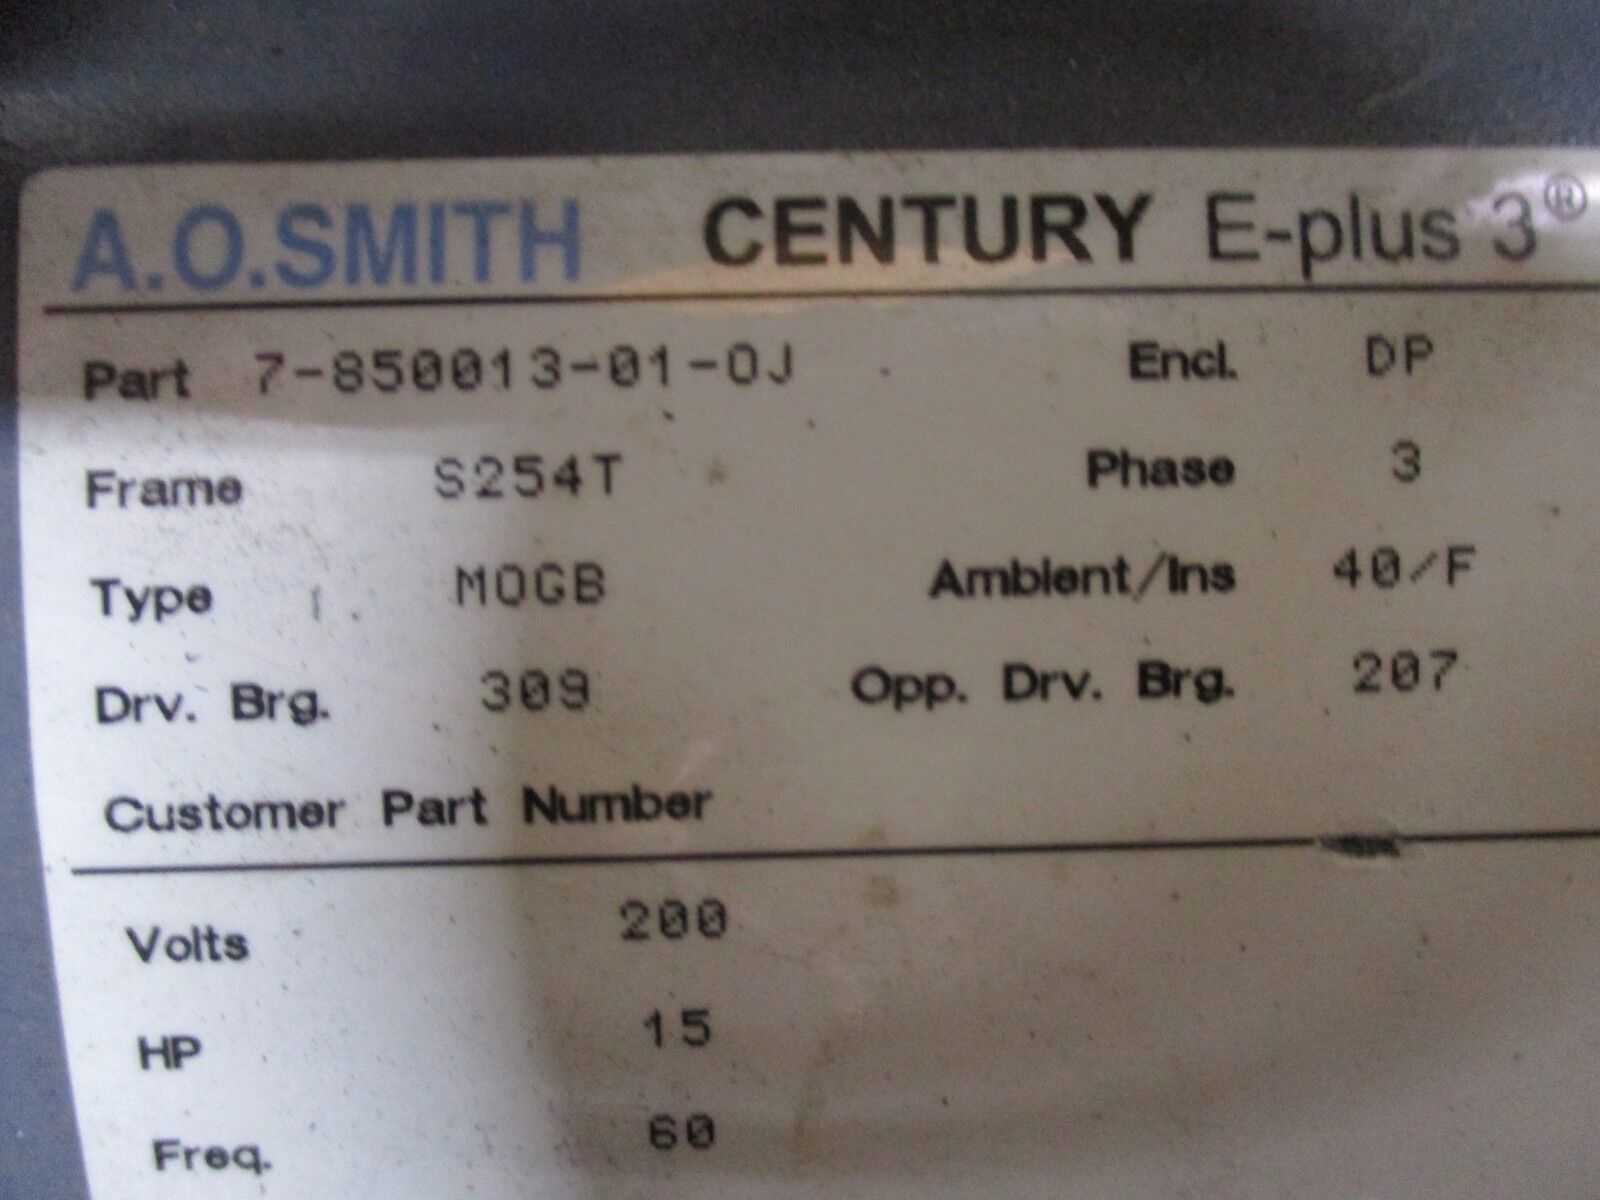 A.O.SMITH CENTURY E-plus 3®
Part 7-850013-01-OJ Encl. DP
Frame S254T Phase 3
Type MOGB Ambient/Ins 40/F
Drv. Brg. 309 Opp. Drv. Brg. 207
Customer Part Number
Volts 200
HP 15
Freq. 60